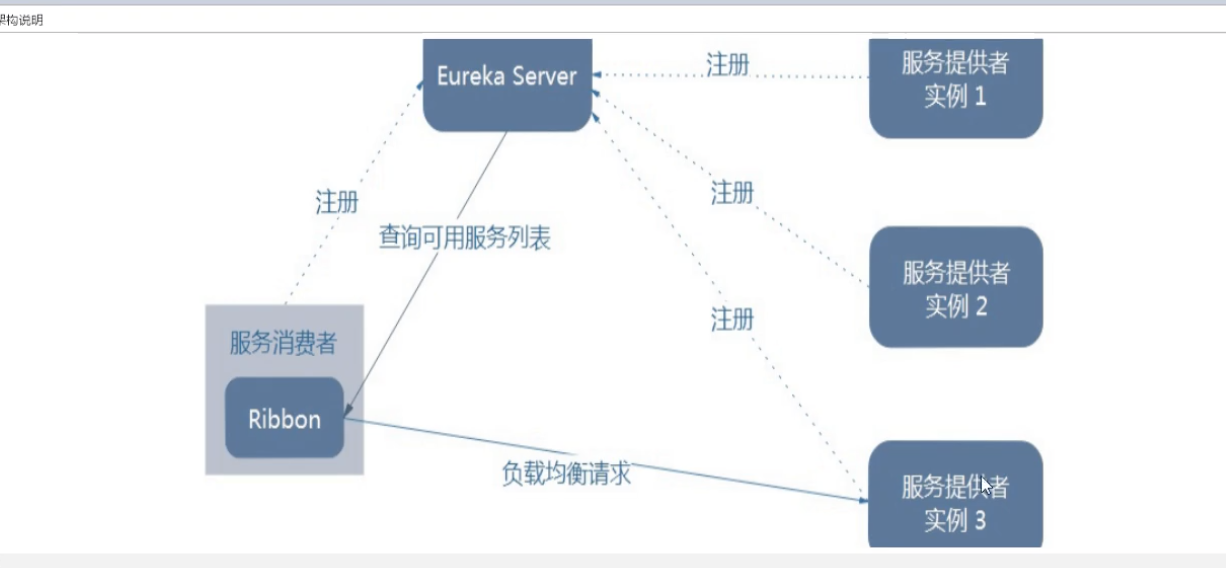 架构说明
Eureka Server
注册
服务提供者
实例 1
注册
注册
查询可用服务列表
服务提供者
实例 2
注册
服务消费者
Ribbon
负载均衡请求
服务提供者
实例 3